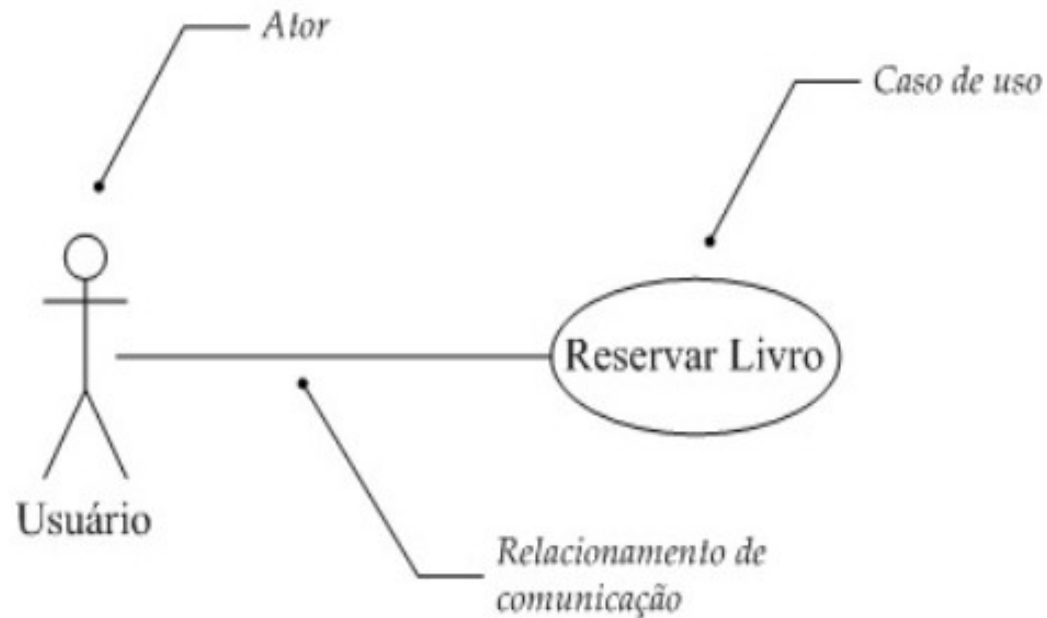 Ator
Caso de uso
Reservar Livro
Usuário
Relacionamento de
comunicação